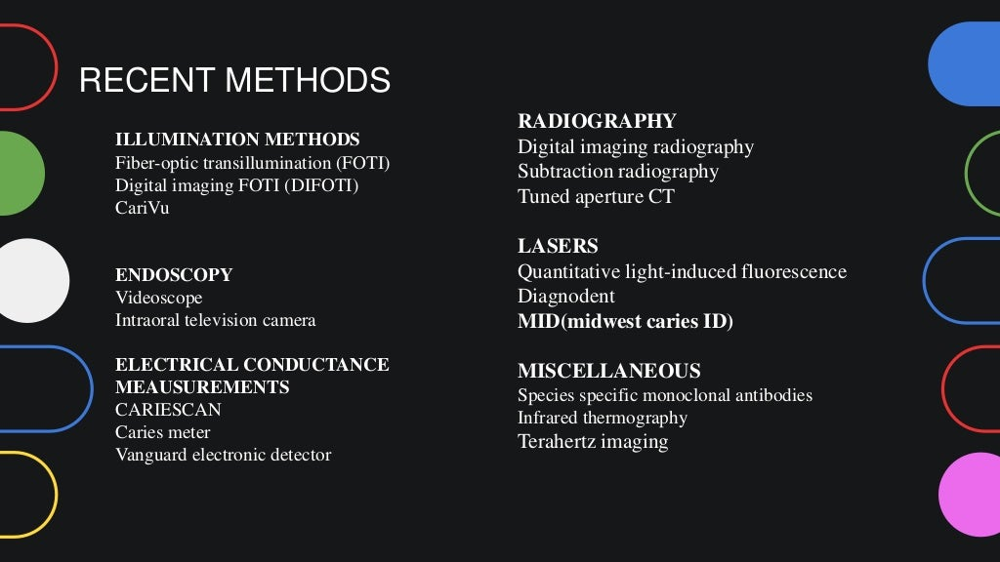 RECENT METHODS
ILLUMINATION METHODS
Fiber-optic transillumination (FOTI)
Digital imaging FOTI (DIFOTI)
CariVu
ENDOSCOPY
Videoscope
Intraoral television camera
ELECTRICAL CONDUCTANCE
MEAUSUREMENTS
CARIESCAN
Caries meter
Vanguard electronic detector
RADIOGRAPHY
Digital imaging radiography
Subtraction radiography
Tuned aperture CT
LASERS
Quantitative light-induced fluorescence
Diagnodent
MID(midwest caries ID)
MISCELLANEOUS
Species specific monoclonal antibodies
Infrared thermography
Terahertz imaging